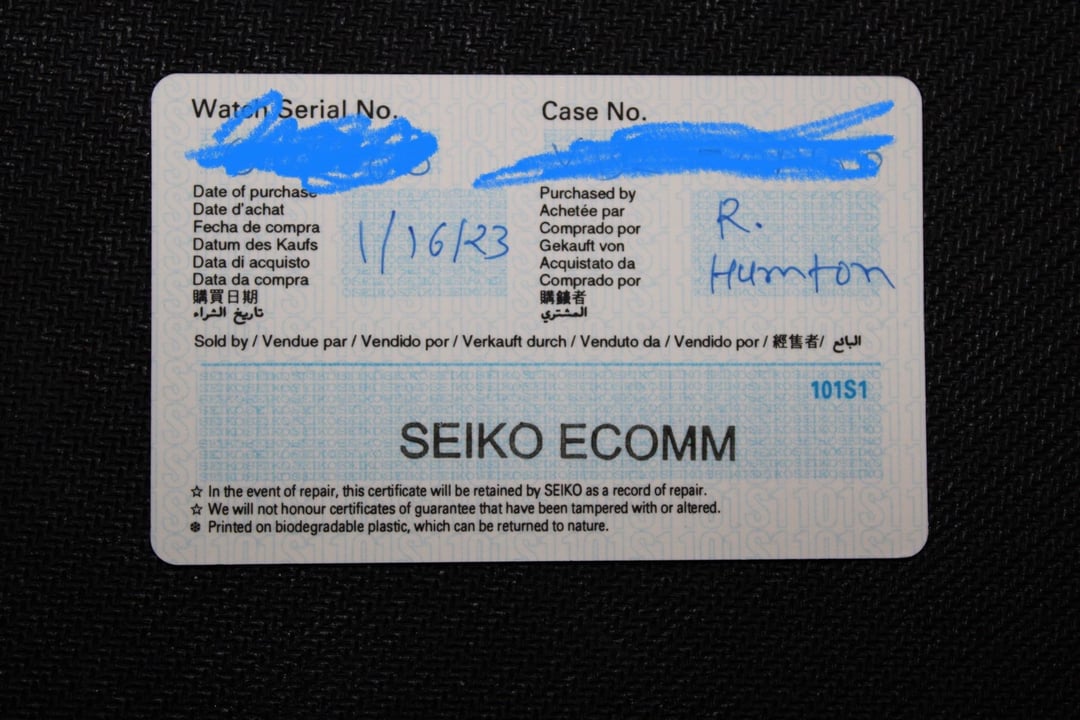 Watch Serial No.
Case No.
Date of purchase
Date d'achat
Fecha de compra
Datum des Kaufs
Data di acquisto
Data da compra
購買日期
تاريخ الشراء
1/16/23
Purchased by
Achetée par
Comprado por
Gekauft von
Acquistato da
Comprado por
購買者
المشتري
R.
Humton
Sold by / Vendue par / Vendido por / Verkauft durch / Venduto da / Vendido por / 經售者/ البائع
101S1
SEIKO ECOMM
☆ In the event of repair, this certificate will be retained by SEIKO as a record of repair.
☆ We will not honour certificates of guarantee that have been tampered with or altered.
❄ Printed on biodegradable plastic, which can be returned to nature.